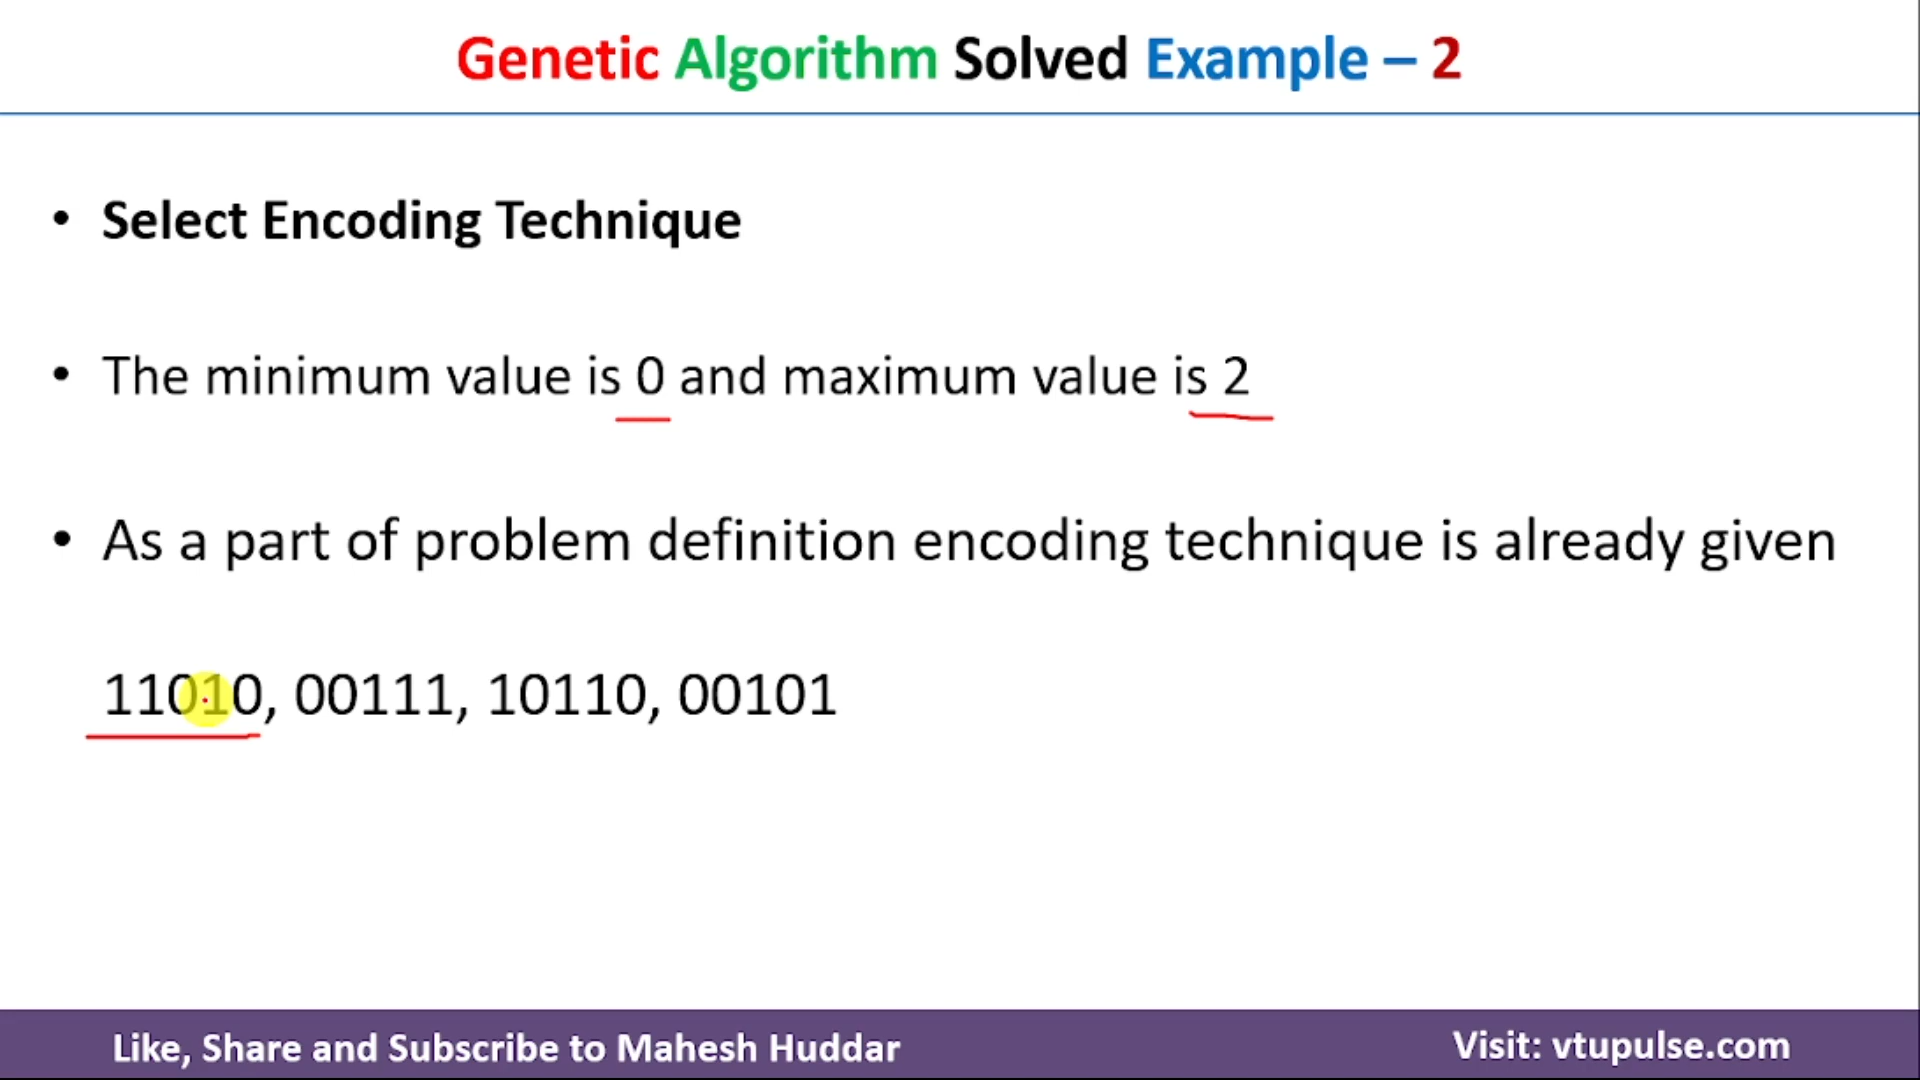 Genetic Algorithm Solved Example – 2
• Select Encoding Technique
• The minimum value is 0 and maximum value is 2
• As a part of problem definition encoding technique is already given
11010, 00111, 10110, 00101
Like, Share and Subscribe to Mahesh Huddar
Visit: vtupulse.com